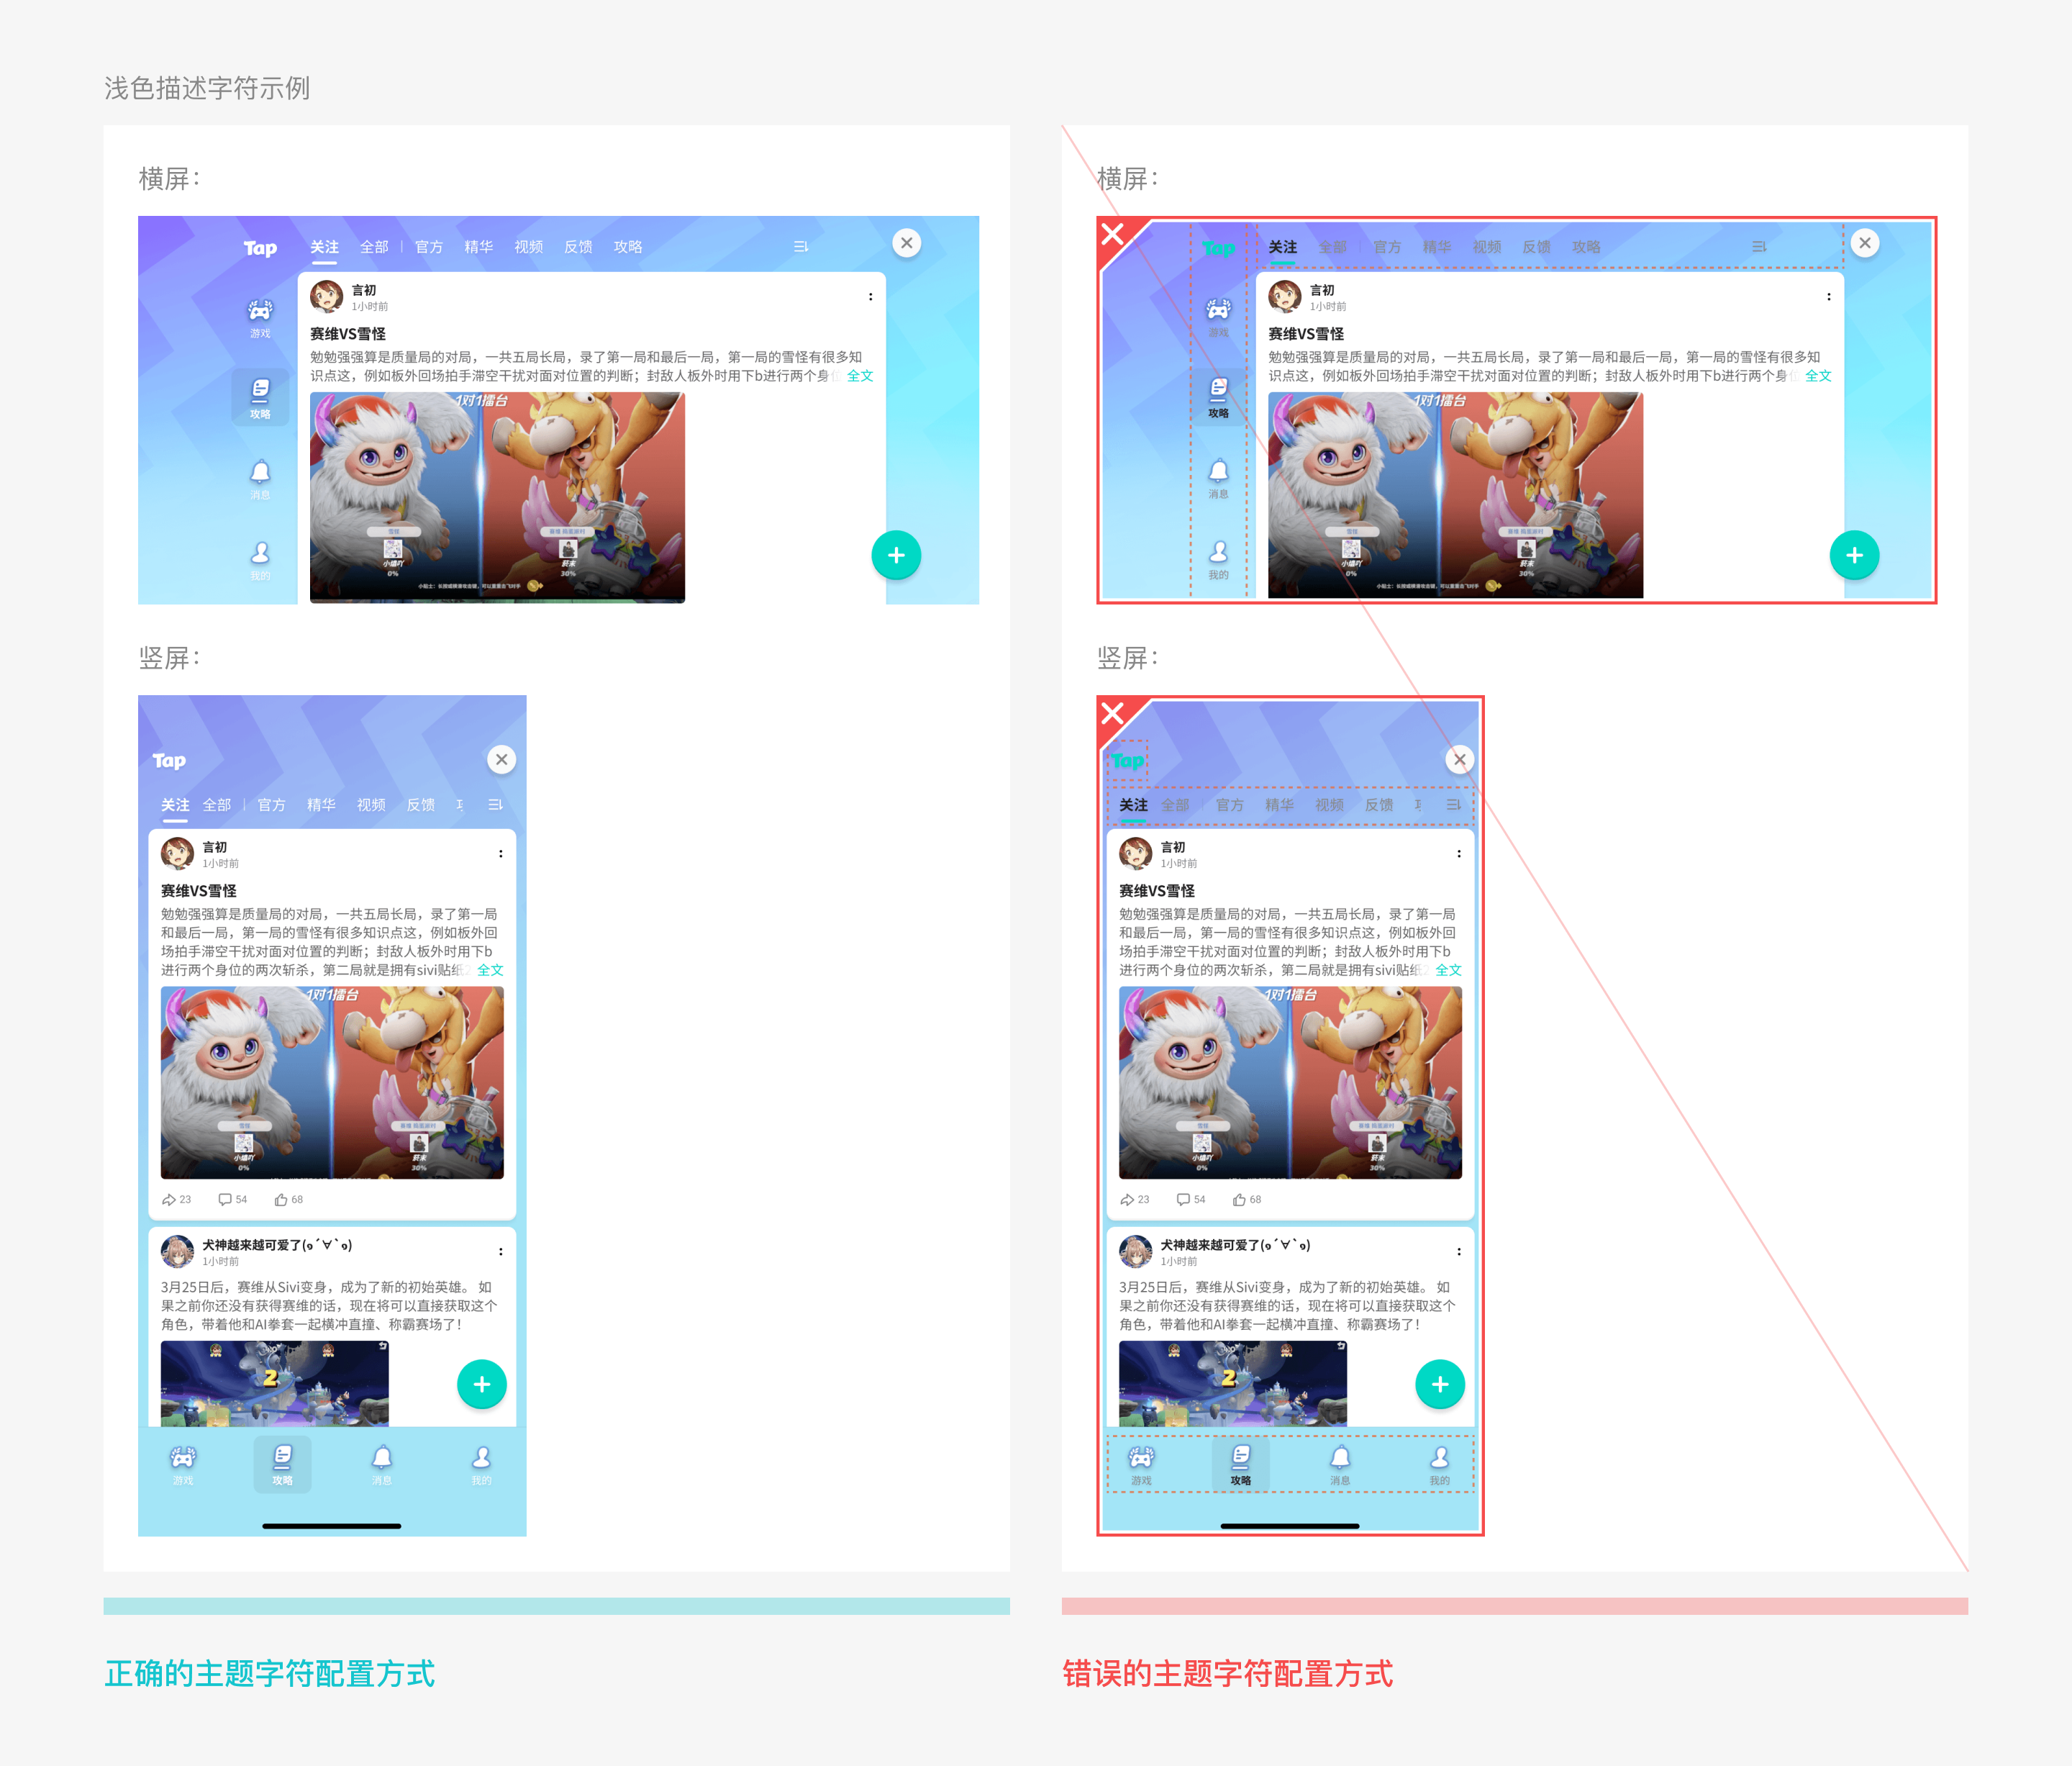 浅色描述字符示例
横屏：
Tap 关注 全部 官方 精华 视频 反馈 攻略
言初
1小时前
赛维VS雪怪
勉勉强强算是质量局的对局，一共五局长局，录了第一局和最后一局，第一局的雪怪有很多知
识点这，例如板外回场拍手滞空干扰对面对位置的判断；封敌人板外时用下b进行两个身位 全文
游戏
攻略
消息
我的
1对1擂台
雪怪
0%
30%
竖屏：
Tap
关注 全部 官方 精华 视频 反馈
言初
1小时前
赛维VS雪怪
勉勉强强算是质量局的对局，一共五局长局，录了第一局
和最后一局，第一局的雪怪有很多知识点这，例如板外回
场拍手滞空干扰对面对位置的判断；封敌人板外时用下b
进行两个身位的两次斩杀，第二局就是拥有sivi贴纸 全文
1对1擂台
雪怪
0%
30%
23 54 68
犬神越来越可爱了(๑´∀`๑)
1小时前
3月25日后，赛维从Sivi变身，成为了新的初始英雄。 如
果之前你还没有获得赛维的话，现在将可以直接获取这个
角色，带着他和AI拳套一起横冲直撞、称霸赛场了！
2
游戏 攻略 消息 我的
正确的主题字符配置方式
横屏：
Tap 关注 全部 官方 精华 视频 反馈 攻略
言初
1小时前
赛维VS雪怪
勉勉强强算是质量局的对局，一共五局长局，录了第一局和最后一局，第一局的雪怪有很多知
识点这，例如板外回场拍手滞空干扰对面对位置的判断；封敌人板外时用下b进行两个身位 全文
游戏
攻略
消息
我的
1对1擂台
雪怪
0%
30%
竖屏：
Tap
关注 全部 官方 精华 视频 反馈
言初
1小时前
赛维VS雪怪
勉勉强强算是质量局的对局，一共五局长局，录了第一局
和最后一局，第一局的雪怪有很多知识点这，例如板外回
场拍手滞空干扰对面对位置的判断；封敌人板外时用下b
进行两个身位的两次斩杀，第二局就是拥有sivi贴纸 全文
1对1擂台
雪怪
0%
30%
23 54 68
犬神越来越可爱了(๑´∀`๑)
1小时前
3月25日后，赛维从Sivi变身，成为了新的初始英雄。 如
果之前你还没有获得赛维的话，现在将可以直接获取这个
角色，带着他和AI拳套一起横冲直撞、称霸赛场了！
2
游戏 攻略 消息 我的
错误的主题字符配置方式